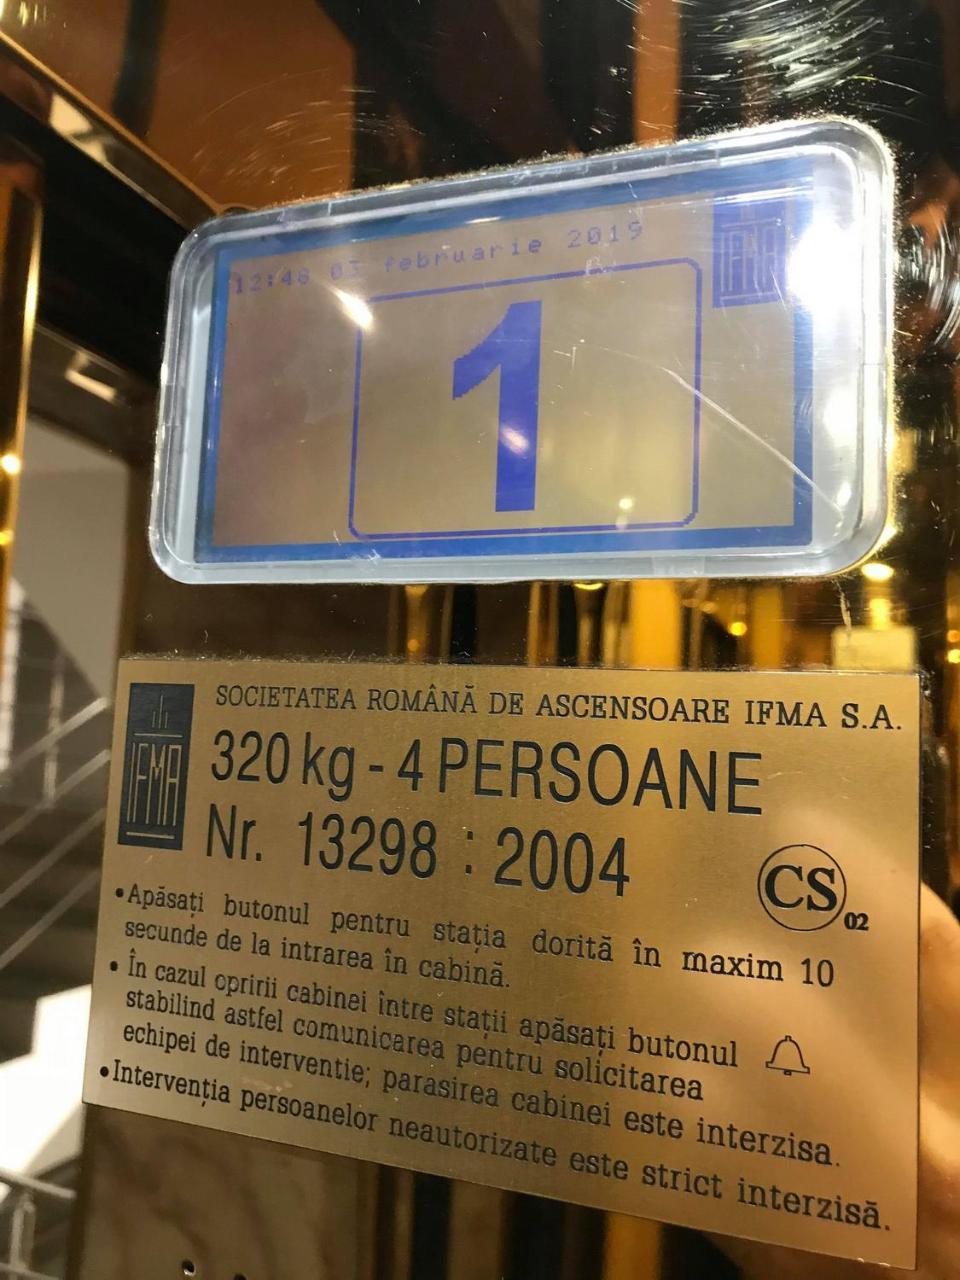 12:48 03 februarie 2019
IFMA
1
SOCIETATEA ROMÂNĂ DE ASCENSOARE IFMA S.A.
IFMA
320 kg - 4 PERSOANE
Nr. 13298 : 2004
CS 02
•Apăsați butonul pentru stația dorită în maxim 10
secunde de la intrarea în cabină.
• În cazul opririi cabinei între stații apăsați butonul
stabilind astfel comunicarea pentru solicitarea
echipei de interventie; parasirea cabinei este interzisa.
•Intervenția persoanelor neautorizate este strict interzisă.